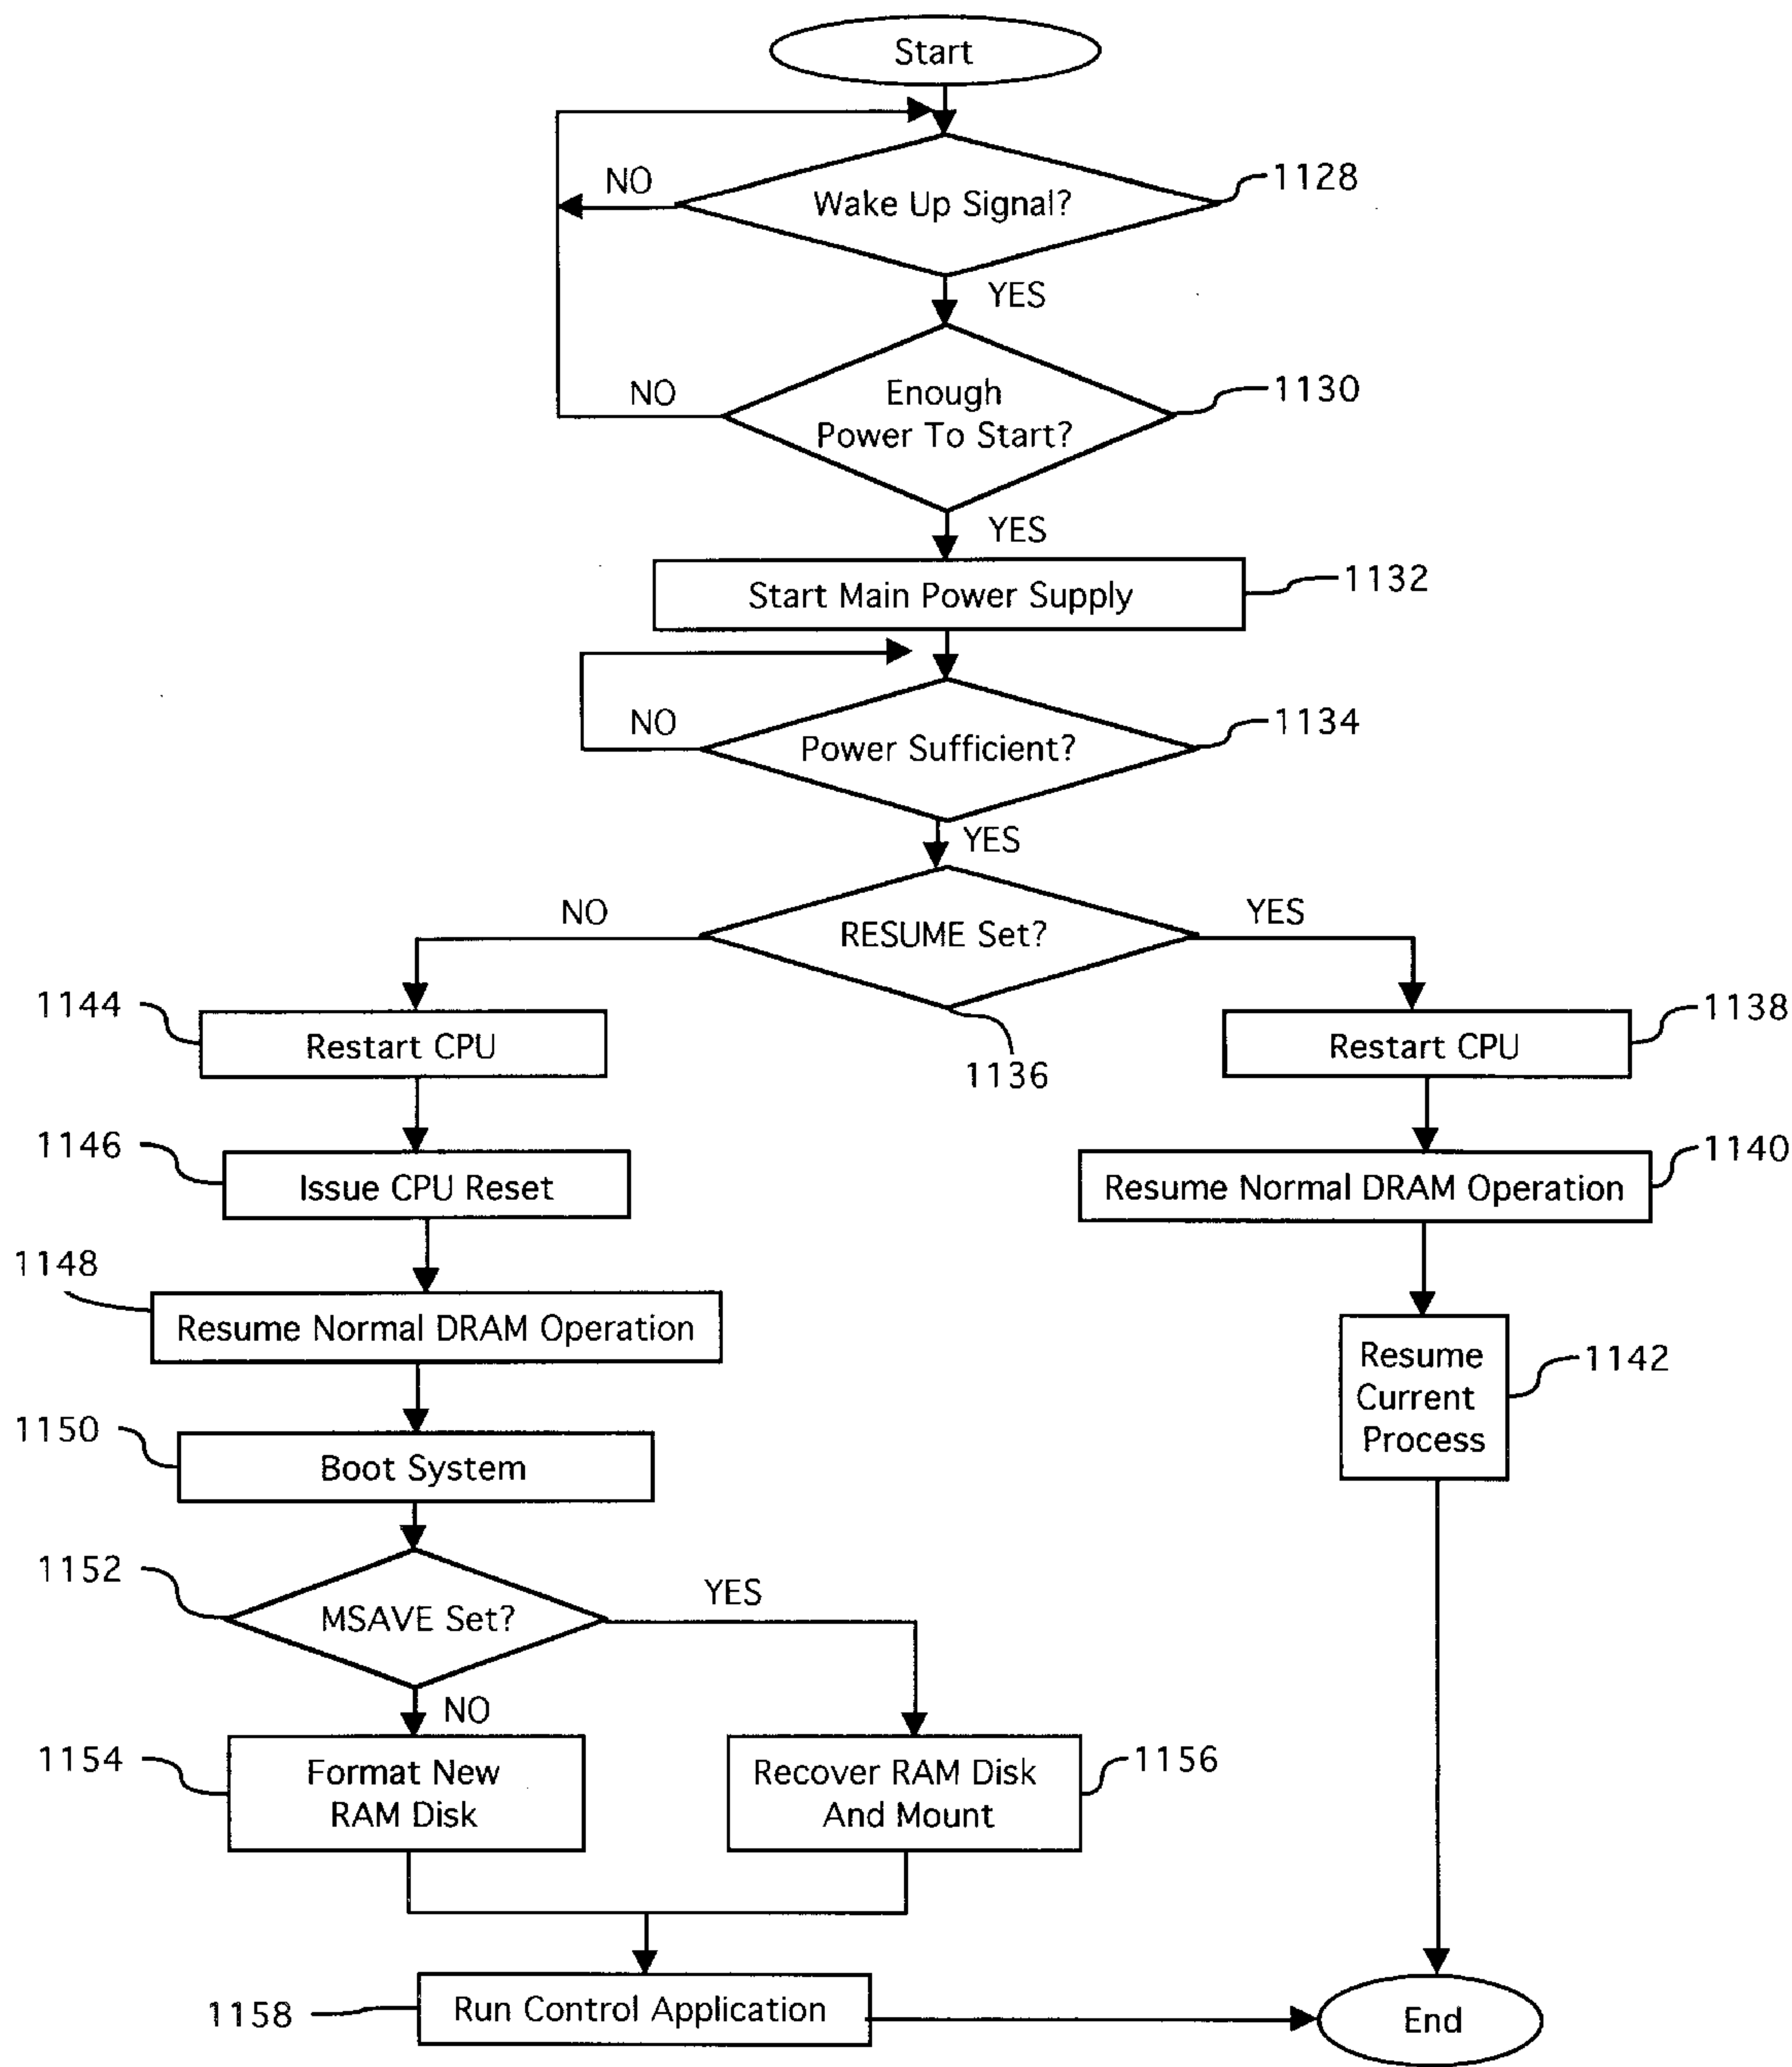 Start
NO
Wake Up Signal?
1128
YES
NO
Enough
Power To Start?
1130
YES
Start Main Power Supply
1132
NO
Power Sufficient?
1134
YES
NO
RESUME Set?
YES
1136
1144
Restart CPU
1138
Restart CPU
1146
Issue CPU Reset
1140
Resume Normal DRAM Operation
1148
Resume Normal DRAM Operation
Resume
Current
Process
1142
1150
Boot System
1152
MSAVE Set?
YES
NO
1154
Format New
RAM Disk
Recover RAM Disk
And Mount
1156
1158
Run Control Application
End